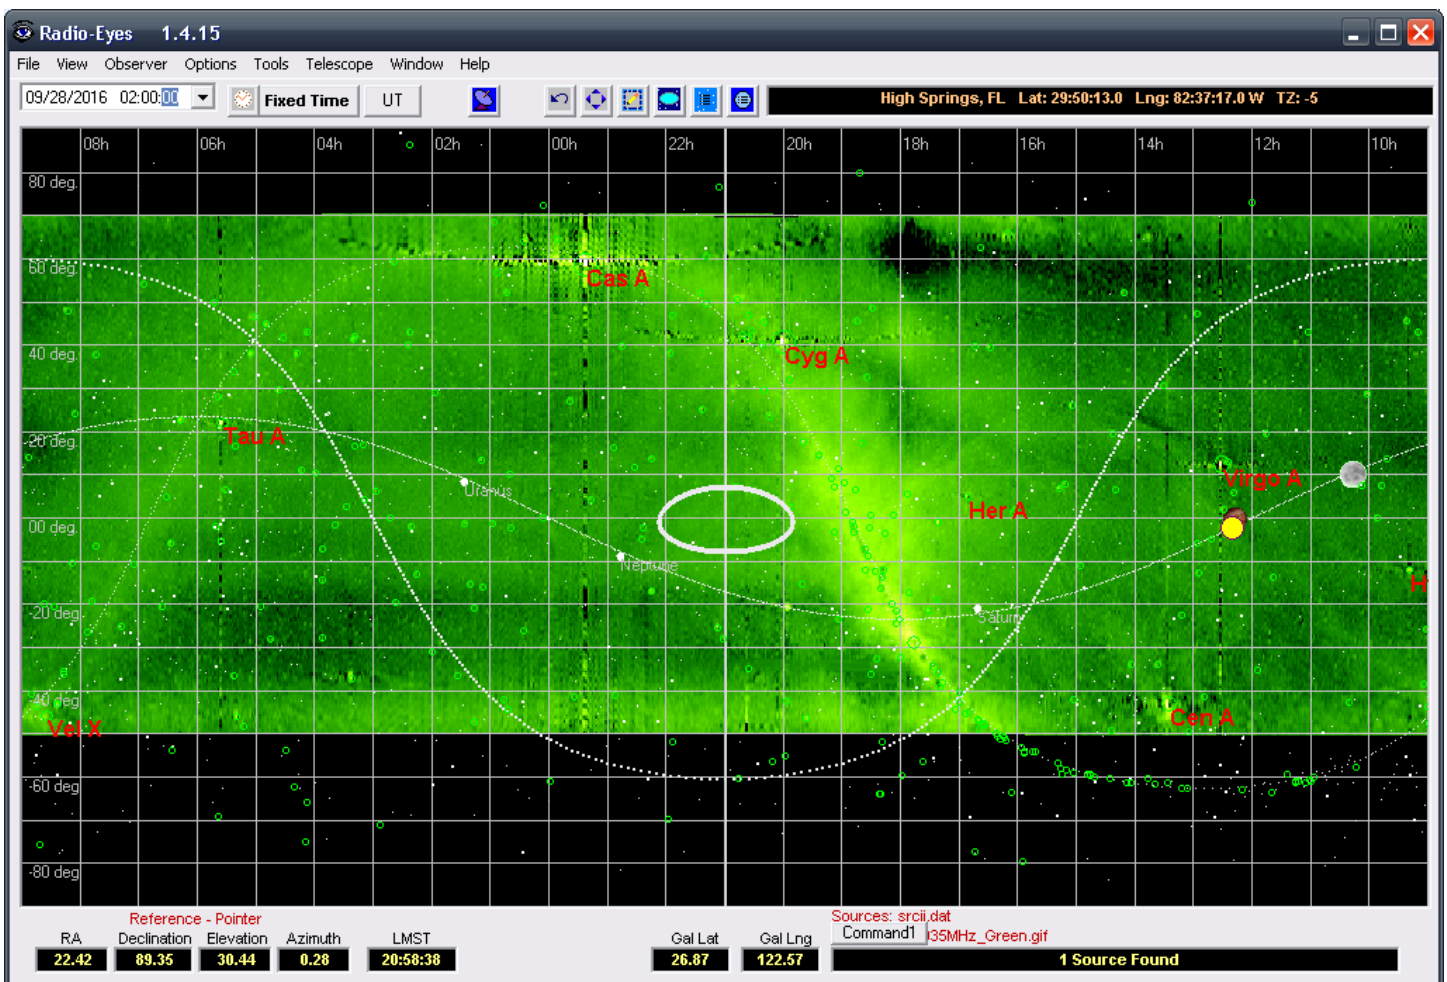 Radio-Eyes 1.4.15
File View Observer Options Tools Telescope Window Help
09/28/2016 02:00:00 Fixed Time UT High Springs, FL Lat: 29:50:13.0 Lng: 82:37:17.0 W TZ: -5
08h 06h 04h 02h 00h 22h 20h 18h 16h 14h 12h 10h
80 deg.
60 deg.
Cas A
40 deg.
Cyg A
20 deg.
Tau A
Virgo A
Uranus
Her A
00 deg.
Neptune
H
-20 deg.
Saturn
-40 deg.
Cen A
Vel X
-60 deg
-80 deg
Reference - Pointer
Sources: srcii.dat
RA Declination Elevation Azimuth LMST Gal Lat Gal Lng Command1 035MHz_Green.gif
22.42 89.35 30.44 0.28 20:58:38 26.87 122.57 1 Source Found